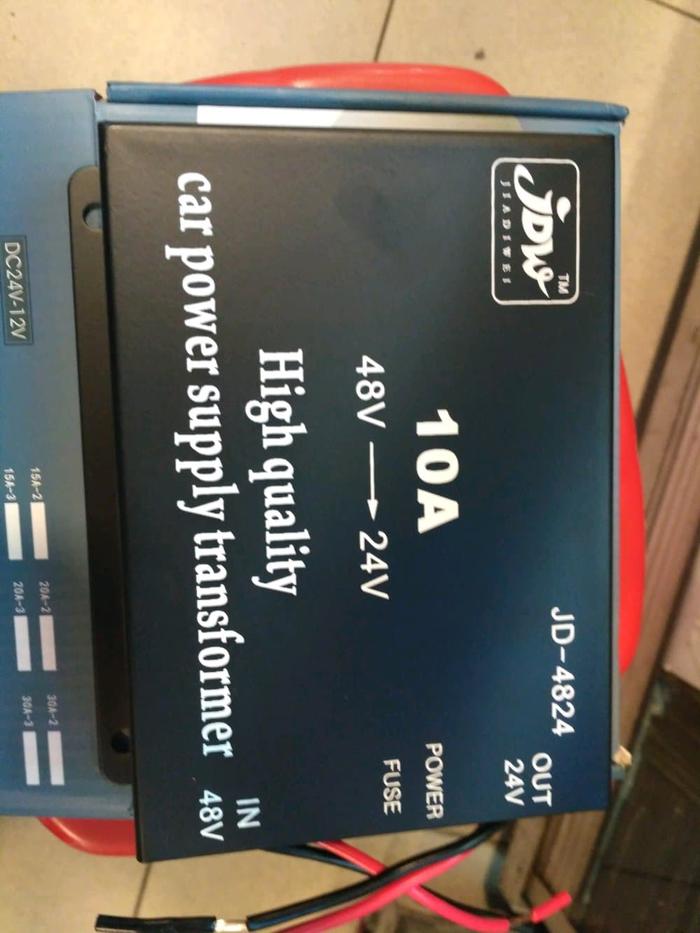 JDW TM
JIADIWEI
JD-4824
10A
48V → 24V
High quality
car power supply transformer
OUT
24V
POWER
FUSE
IN
48V
DC24V-12V
15A-2
20A-2
30A-2
15A-3
20A-3
30A-3